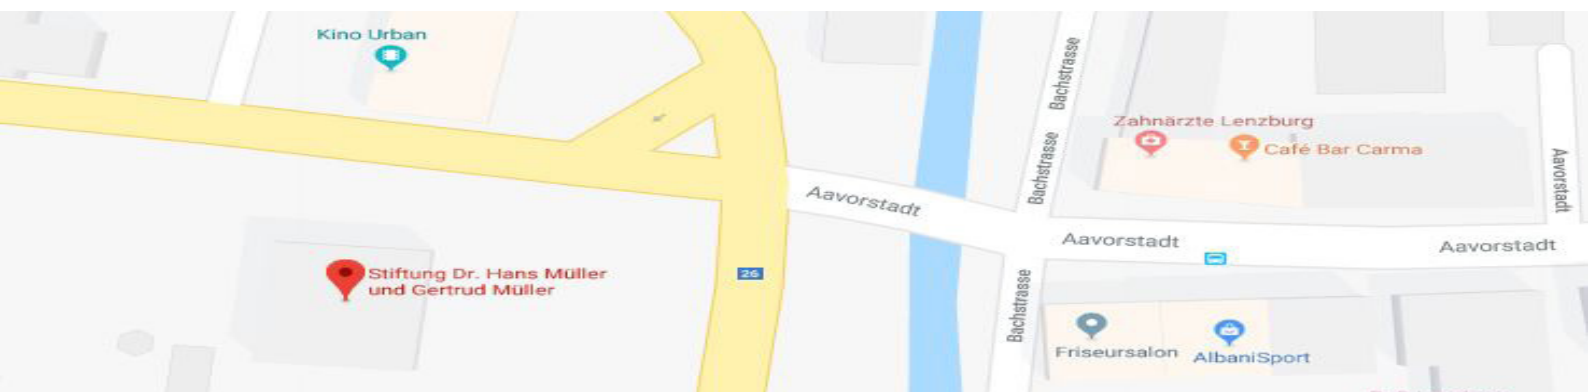 Kino Urban
Bachstrasse
Bachstrasse
Zahnärzte Lenzburg
Café Bar Carma
Aavorstadt
Aavorstadt
Aavorstadt
Aavorstadt
Stiftung Dr. Hans Müller
und Gertrud Müller
26
Bachstrasse
Friseursalon
AlbaniSport